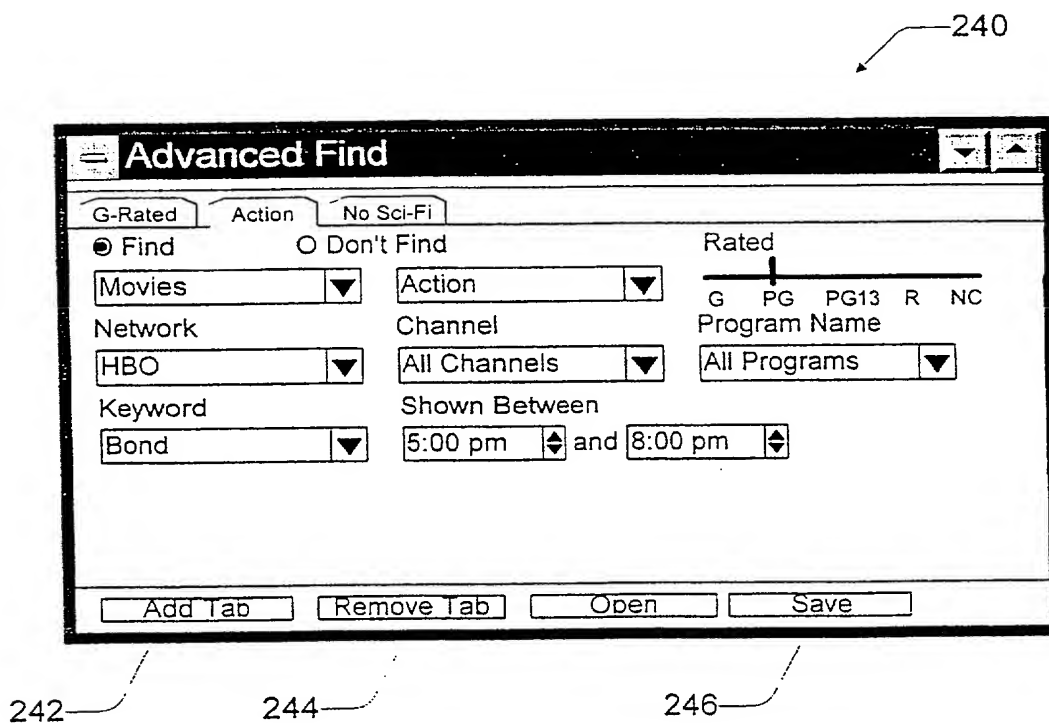 240
Advanced Find
G-Rated Action No Sci-Fi
Find Don't Find Rated
Movies Action
G PG PG13 R NC
Network Channel Program Name
HBO All Channels All Programs
Keyword Shown Between
Bond 5:00 pm and 8:00 pm
Add Tab Remove Tab Open Save
242 244 246